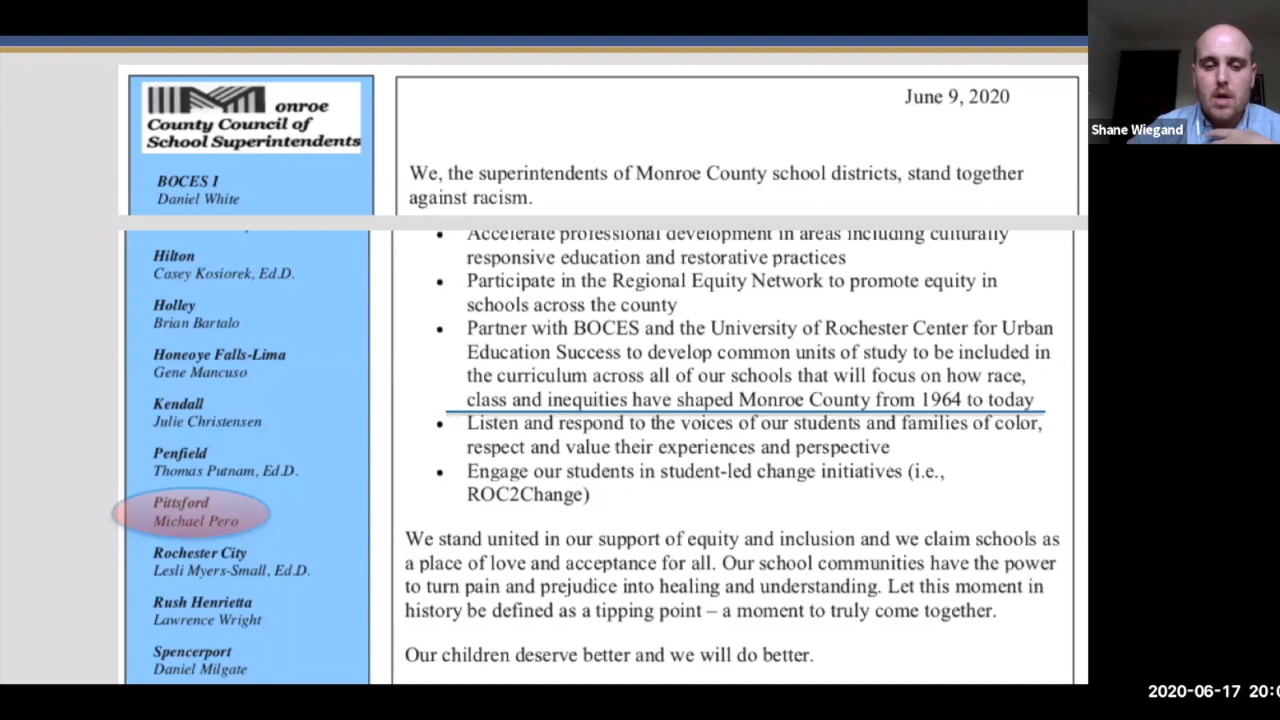 onroe
County Council of
School Superintendents
BOCES I
Daniel White
Hilton
Casey Kosiorek, Ed.D.
Holley
Brian Bartalo
Honeoye Falls-Lima
Gene Mancuso
Kendall
Julie Christensen
Penfield
Thomas Putnam, Ed.D.
Pittsford
Michael Pero
Rochester City
Lesli Myers-Small, Ed.D.
Rush Henrietta
Lawrence Wright
Spencerport
Daniel Milgate
June 9, 2020
We, the superintendents of Monroe County school districts, stand together
against racism.
• Accelerate professional development in areas including culturally
responsive education and restorative practices
• Participate in the Regional Equity Network to promote equity in
schools across the county
• Partner with BOCES and the University of Rochester Center for Urban
Education Success to develop common units of study to be included in
the curriculum across all of our schools that will focus on how race,
class and inequities have shaped Monroe County from 1964 to today
• Listen and respond to the voices of our students and families of color,
respect and value their experiences and perspective
• Engage our students in student-led change initiatives (i.e.,
ROC2Change)
We stand united in our support of equity and inclusion and we claim schools as
a place of love and acceptance for all. Our school communities have the power
to turn pain and prejudice into healing and understanding. Let this moment in
history be defined as a tipping point – a moment to truly come together.
Our children deserve better and we will do better.
Shane Wiegand
2020-06-17 20:0